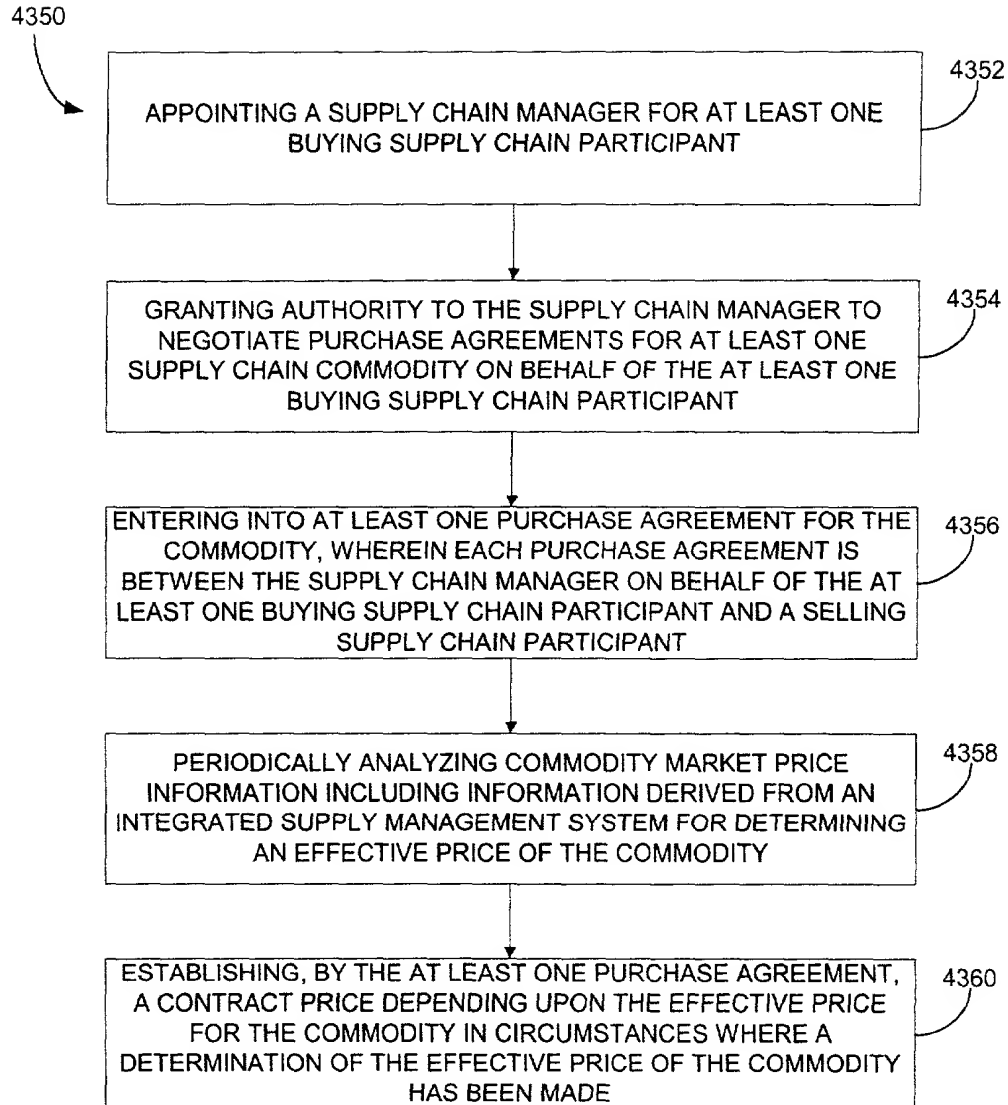 4350
4352
APPOINTING A SUPPLY CHAIN MANAGER FOR AT LEAST ONE
BUYING SUPPLY CHAIN PARTICIPANT
4354
GRANTING AUTHORITY TO THE SUPPLY CHAIN MANAGER TO
NEGOTIATE PURCHASE AGREEMENTS FOR AT LEAST ONE
SUPPLY CHAIN COMMODITY ON BEHALF OF THE AT LEAST ONE
BUYING SUPPLY CHAIN PARTICIPANT
4356
ENTERING INTO AT LEAST ONE PURCHASE AGREEMENT FOR THE
COMMODITY, WHEREIN EACH PURCHASE AGREEMENT IS
BETWEEN THE SUPPLY CHAIN MANAGER ON BEHALF OF THE AT
LEAST ONE BUYING SUPPLY CHAIN PARTICIPANT AND A SELLING
SUPPLY CHAIN PARTICIPANT
4358
PERIODICALLY ANALYZING COMMODITY MARKET PRICE
INFORMATION INCLUDING INFORMATION DERIVED FROM AN
INTEGRATED SUPPLY MANAGEMENT SYSTEM FOR DETERMINING
AN EFFECTIVE PRICE OF THE COMMODITY
4360
ESTABLISHING, BY THE AT LEAST ONE PURCHASE AGREEMENT,
A CONTRACT PRICE DEPENDING UPON THE EFFECTIVE PRICE
FOR THE COMMODITY IN CIRCUMSTANCES WHERE A
DETERMINATION OF THE EFFECTIVE PRICE OF THE COMMODITY
HAS BEEN MADE